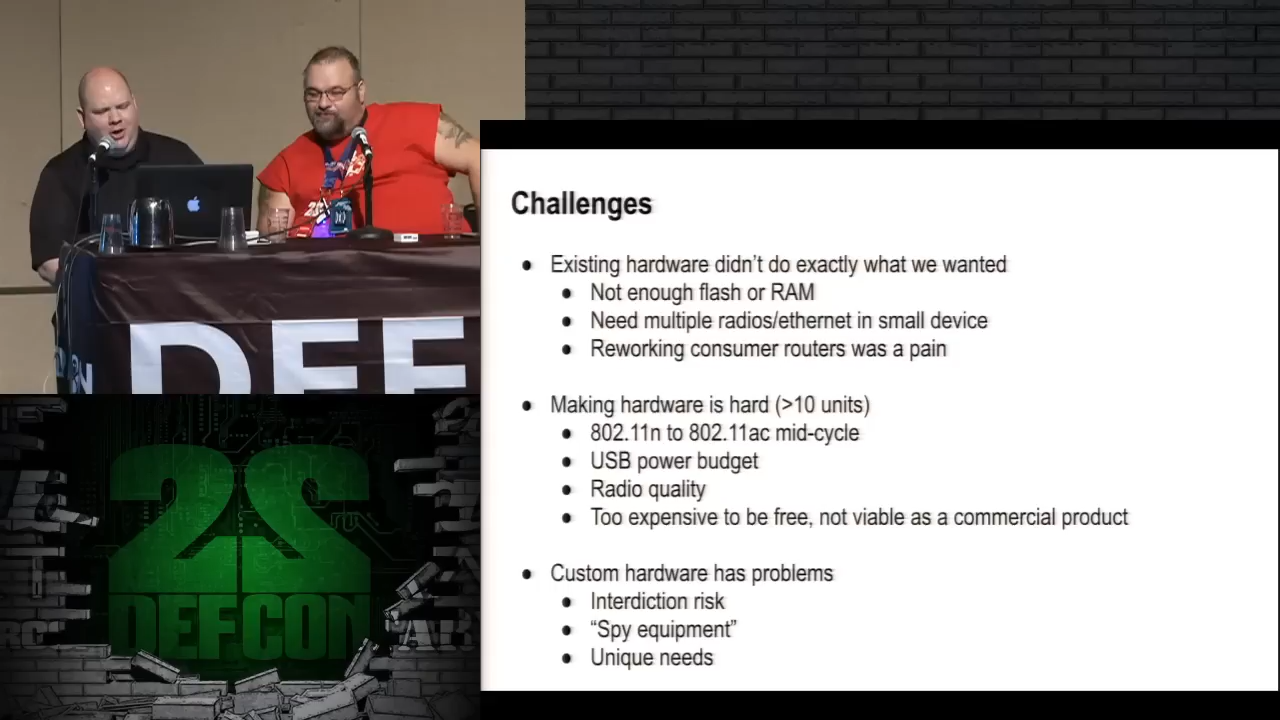 Challenges
● Existing hardware didn't do exactly what we wanted
● Not enough flash or RAM
● Need multiple radios/ethernet in small device
● Reworking consumer routers was a pain
● Making hardware is hard (>10 units)
● 802.11n to 802.11ac mid-cycle
● USB power budget
● Radio quality
● Too expensive to be free, not viable as a commercial product
● Custom hardware has problems
● Interdiction risk
● “Spy equipment”
● Unique needs
DEF
22
DEFCON